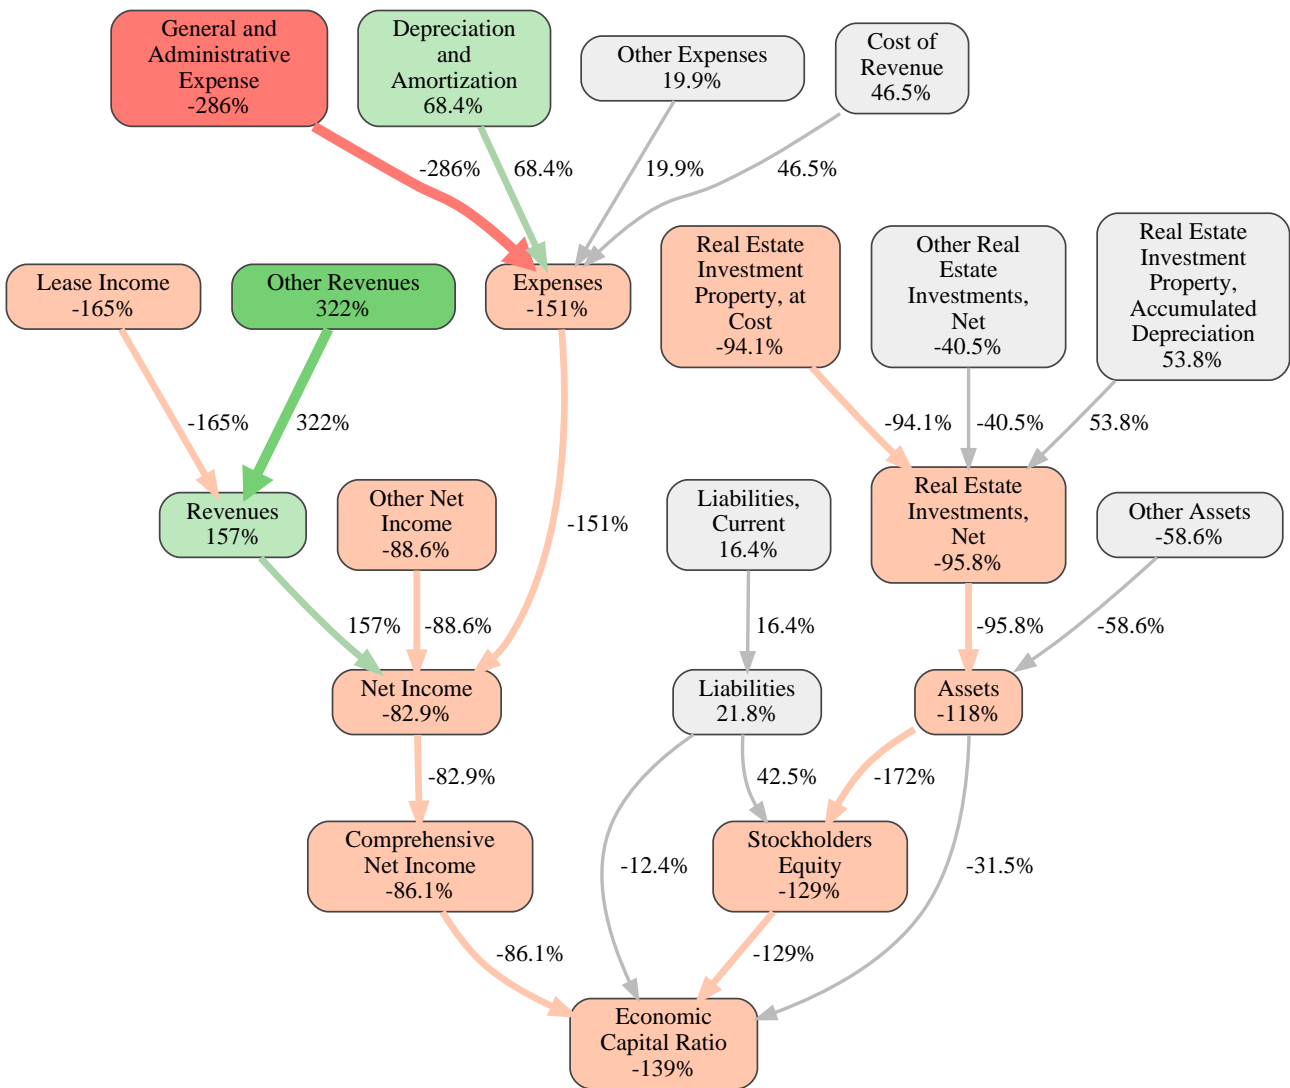 General and
Administrative
Expense
-286%
Depreciation
and
Amortization
68.4%
Other Expenses
19.9%
Cost of
Revenue
46.5%
-286%
68.4%
19.9%
46.5%
Lease Income
-165%
Other Revenues
322%
Expenses
-151%
Real Estate
Investment
Property, at
Cost
-94.1%
Other Real
Estate
Investments,
Net
-40.5%
Real Estate
Investment
Property,
Accumulated
Depreciation
53.8%
-165%
322%
-151%
-94.1%
-40.5%
53.8%
Revenues
157%
Other Net
Income
-88.6%
Liabilities,
Current
16.4%
Real Estate
Investments,
Net
-95.8%
Other Assets
-58.6%
157%
-88.6%
16.4%
-95.8%
-58.6%
Net Income
-82.9%
Liabilities
21.8%
Assets
-118%
-82.9%
42.5%
-172%
Comprehensive
Net Income
-86.1%
-12.4%
Stockholders
Equity
-129%
-31.5%
-86.1%
-129%
Economic
Capital Ratio
-139%